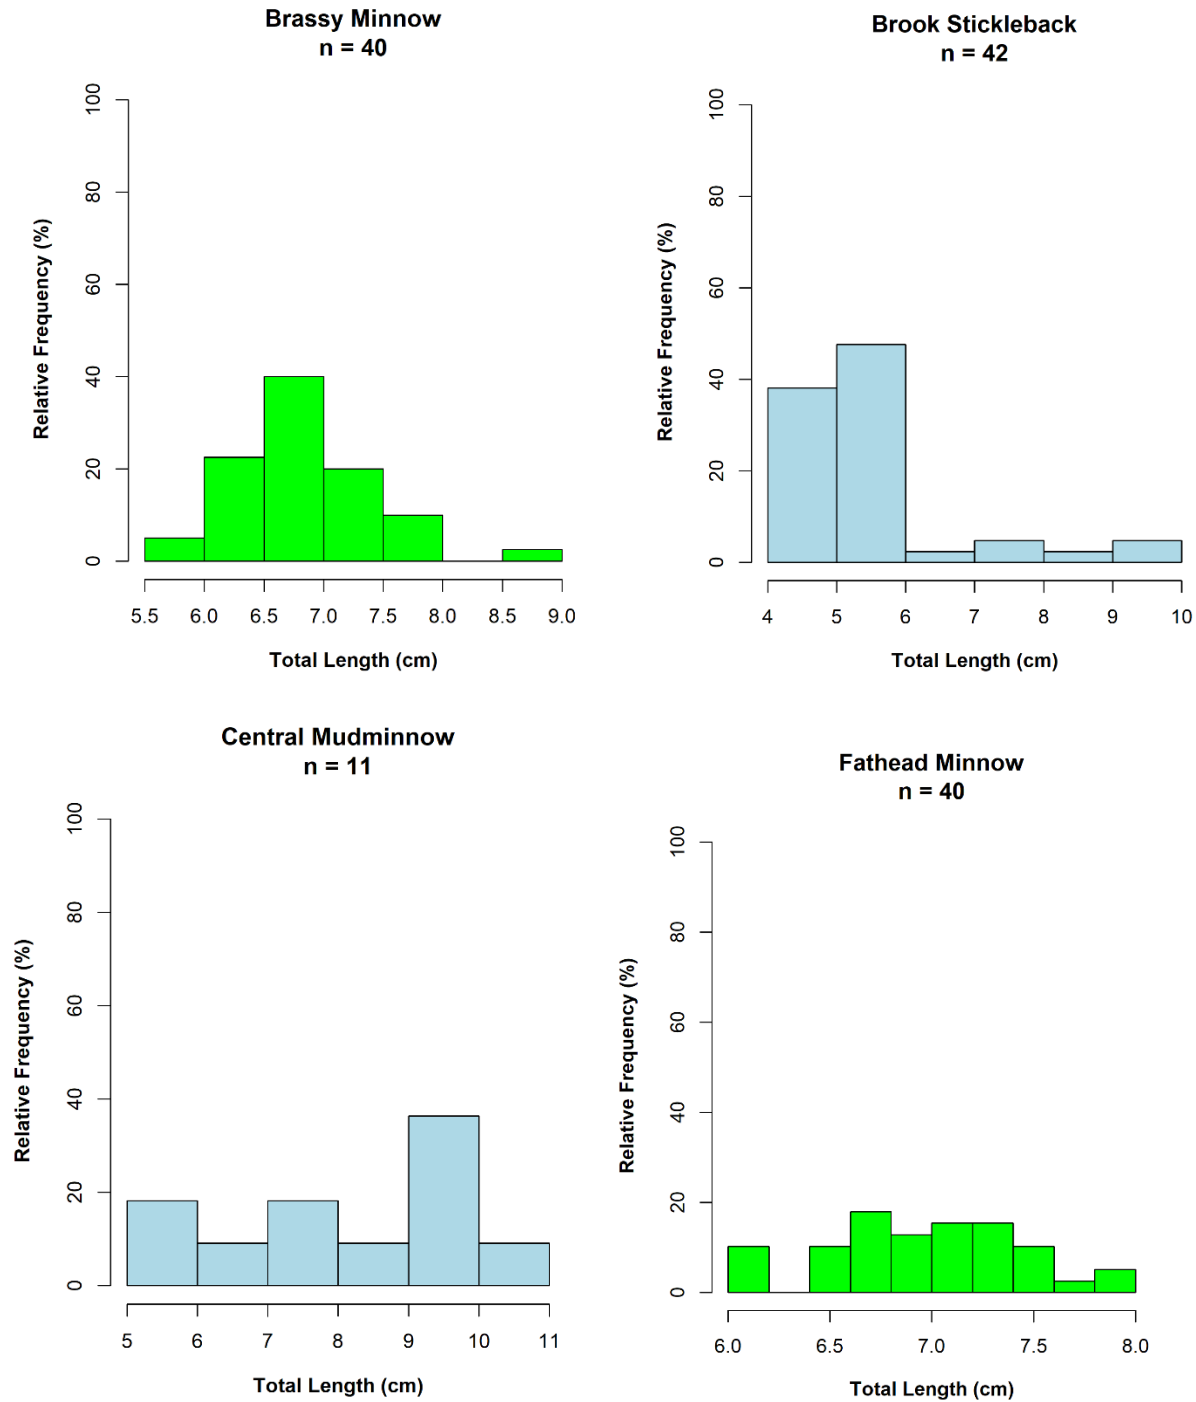 Brassy Minnow
n = 40
Relative Frequency (%)
100
80
60
40
20
0
5.5 6.0 6.5 7.0 7.5 8.0 8.5 9.0
Total Length (cm)
Brook Stickleback
n = 42
Relative Frequency (%)
100
80
60
40
20
0
4 5 6 7 8 9 10
Total Length (cm)
Central Mudminnow
n = 11
Relative Frequency (%)
100
80
60
40
20
0
5 6 7 8 9 10 11
Total Length (cm)
Fathead Minnow
n = 40
Relative Frequency (%)
100
80
60
40
20
0
6.0 6.5 7.0 7.5 8.0
Total Length (cm)